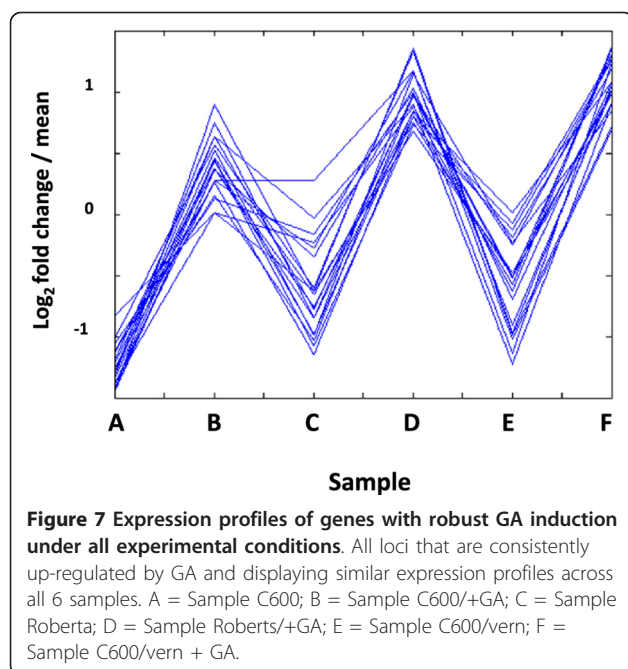 1
0
-1
Log2 fold change / mean
A B C D E F
Sample
Figure 7 Expression profiles of genes with robust GA induction
under all experimental conditions. All loci that are consistently
up-regulated by GA and displaying similar expression profiles across
all 6 samples. A = Sample C600; B = Sample C600/+GA; C = Sample
Roberta; D = Sample Roberts/+GA; E = Sample C600/vern; F =
Sample C600/vern + GA.